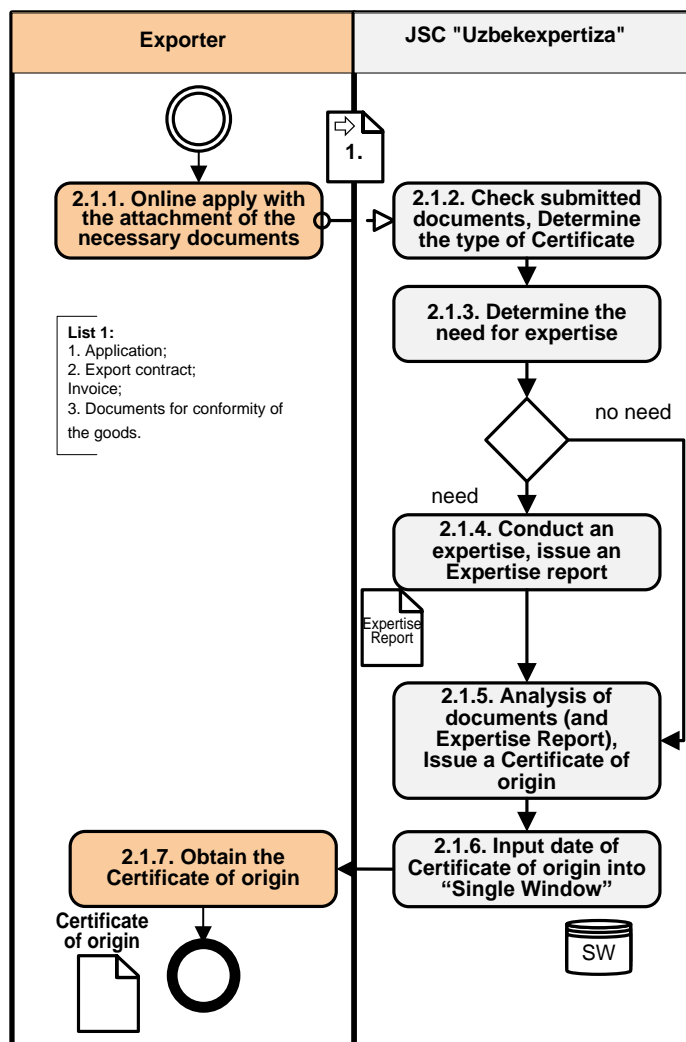 Exporter
JSC "Uzbekexpertiza"
1.
2.1.1. Online apply with
the attachment of the
necessary documents
2.1.2. Check submitted
documents, Determine
the type of Certificate
2.1.3. Determine the
need for expertise
List 1:
1. Application;
2. Export contract;
Invoice;
3. Documents for conformity of
the goods.
no need
need
2.1.4. Conduct an
expertise, issue an
Expertise report
Expertise
Report
2.1.5. Analysis of
documents (and
Expertise Report),
Issue a Certificate of
origin
2.1.6. Input date of
Certificate of origin into
“Single Window”
2.1.7. Obtain the
Certificate of origin
Certificate
of origin
SW